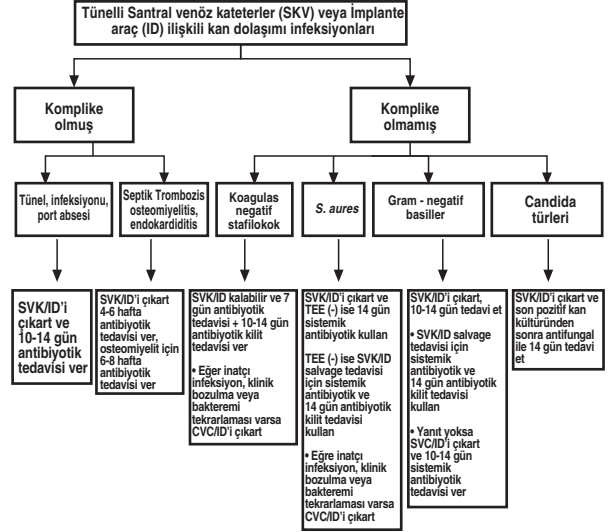 Tünelli Santral venöz kateterler (SKV) veya İmplante
araç (ID) ilişkili kan dolaşımı infeksiyonları
Komplike
olmuş
Komplike
olmamış
Tünel, infeksiyonu,
port absesi
Septik Trombozis
osteomiyelitis,
endokarditis
Koagulas
negatif
stafilokok
S. aures
Gram - negatif
basiller
Candida
türleri
SVK/ID'i
çıkart ve
10-14 gün
antibiyotik
tedavisi ver
SVK/ID'i çıkart
4-6 hafta
antibiyotik
tedavisi ver,
osteomiyelit için
6-8 hafta
antibiyotik
tedavisi ver
SVK/ID kalabilir ve 7
gün antibiyotik
tedavisi + 10-14 gün
antibiyotik kilit
tedavisi ver
• Eğer inatçı
infeksiyon, klinik
bozulma veya
bakteremi
tekrarlaması varsa
CVC/ID'i çıkart
SVK/ID'i çıkart ve
TEE (-) ise 14 gün
sistemik
antibiyotik kullan
TEE (-) ise SVK/ID
salvage tedavisi
için sistemik
antibiyotik ve
14 gün antibiyotik
kilit tedavisi
kullan
• Eğre inatçı
infeksiyon, klinik
bozulma veya
bakteremi
tekrarlaması varsa
CVC/ID'i çıkart
SVK/ID'i çıkart,
10-14 gün tedavi et
• SVK/ID salvage
tedavisi için
sistemik
antibiyotik ve
14 gün antibiyotik
kilit tedavisi
kullan
• Yanıt yoksa
SVC/ID'i çıkart
ve 10-14 gün
sistemik
antibiyotik
tedavisi ver
SVK/ID'i çıkart ve
son pozitif kan
kültüründen
sonra antifungal
ile 14 gün tedavi
et